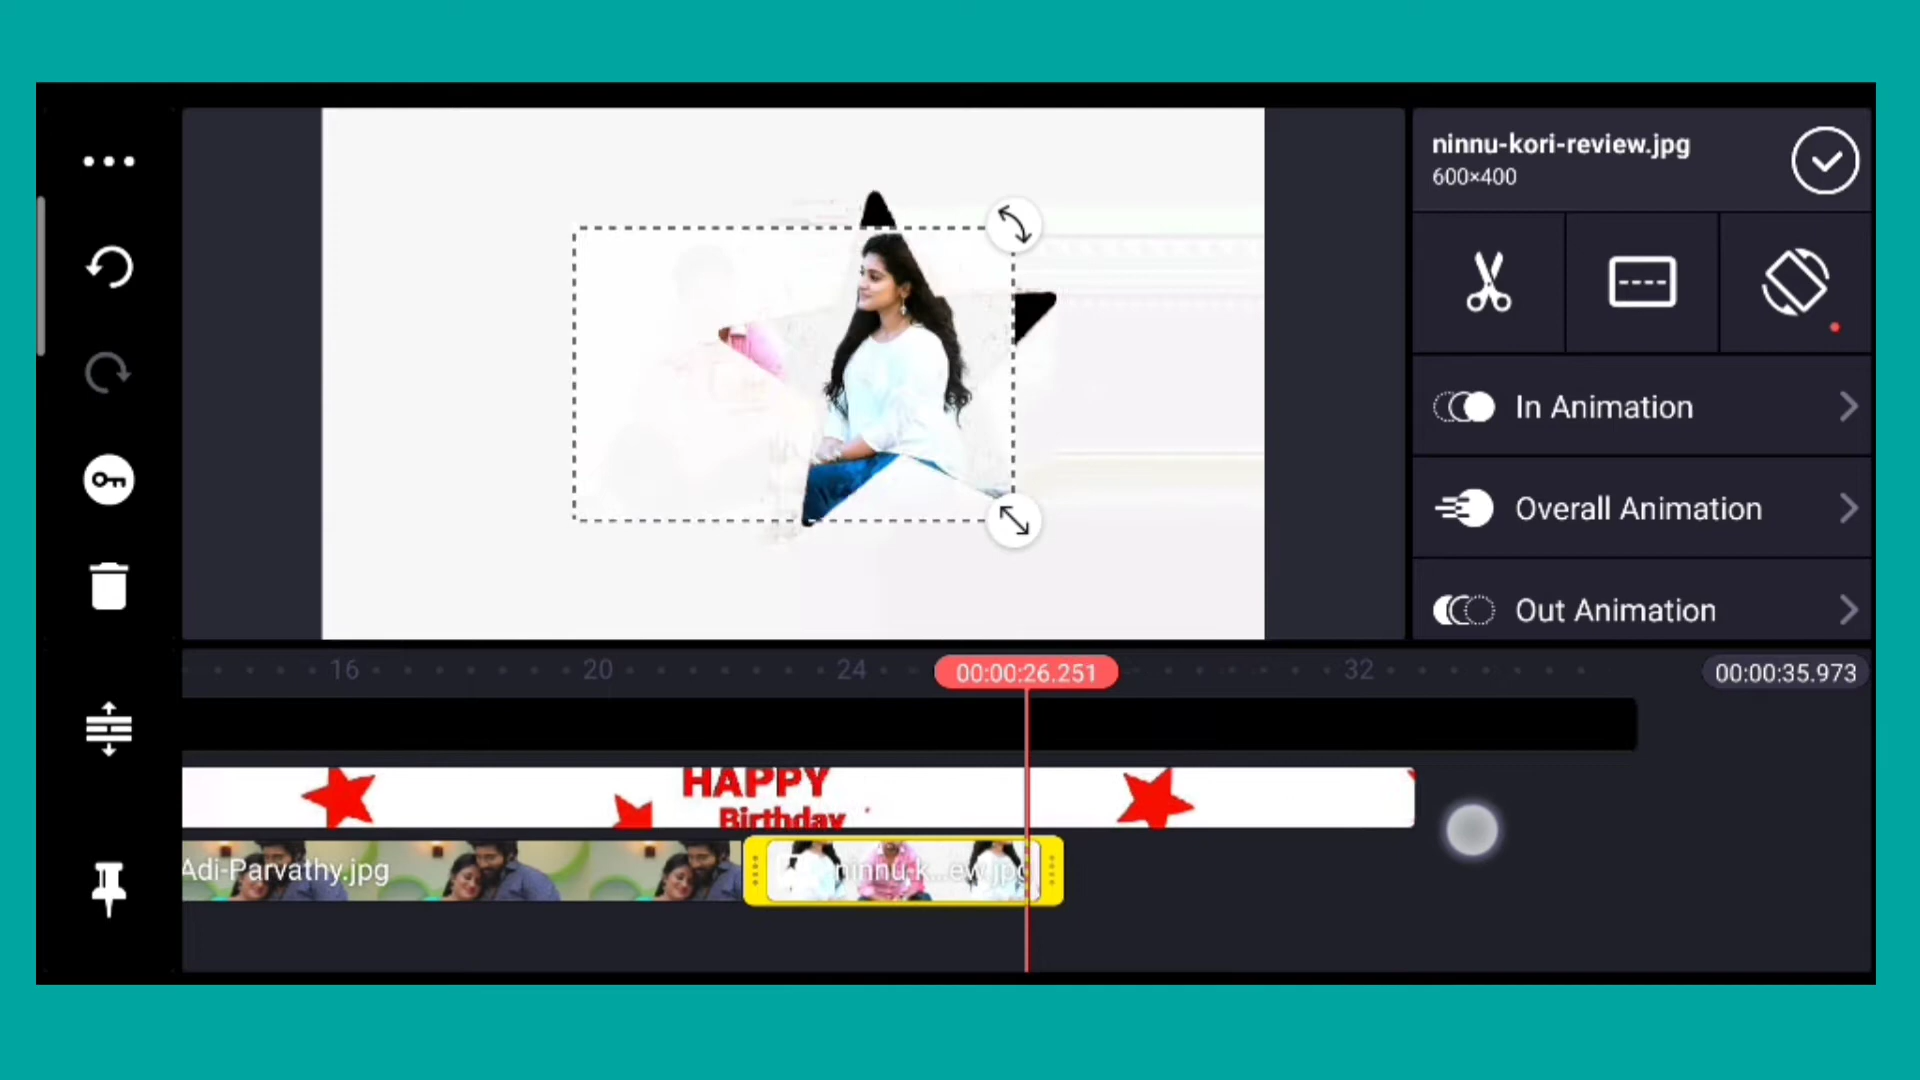 ninnu-kori-review.jpg
600×400
In Animation
Overall Animation
Out Animation
16
20
24
00:00:26.251
32
00:00:35.973
HAPPY
Birthday
Adi-Parvathy.jpg
ninnu-k...ew.jpg